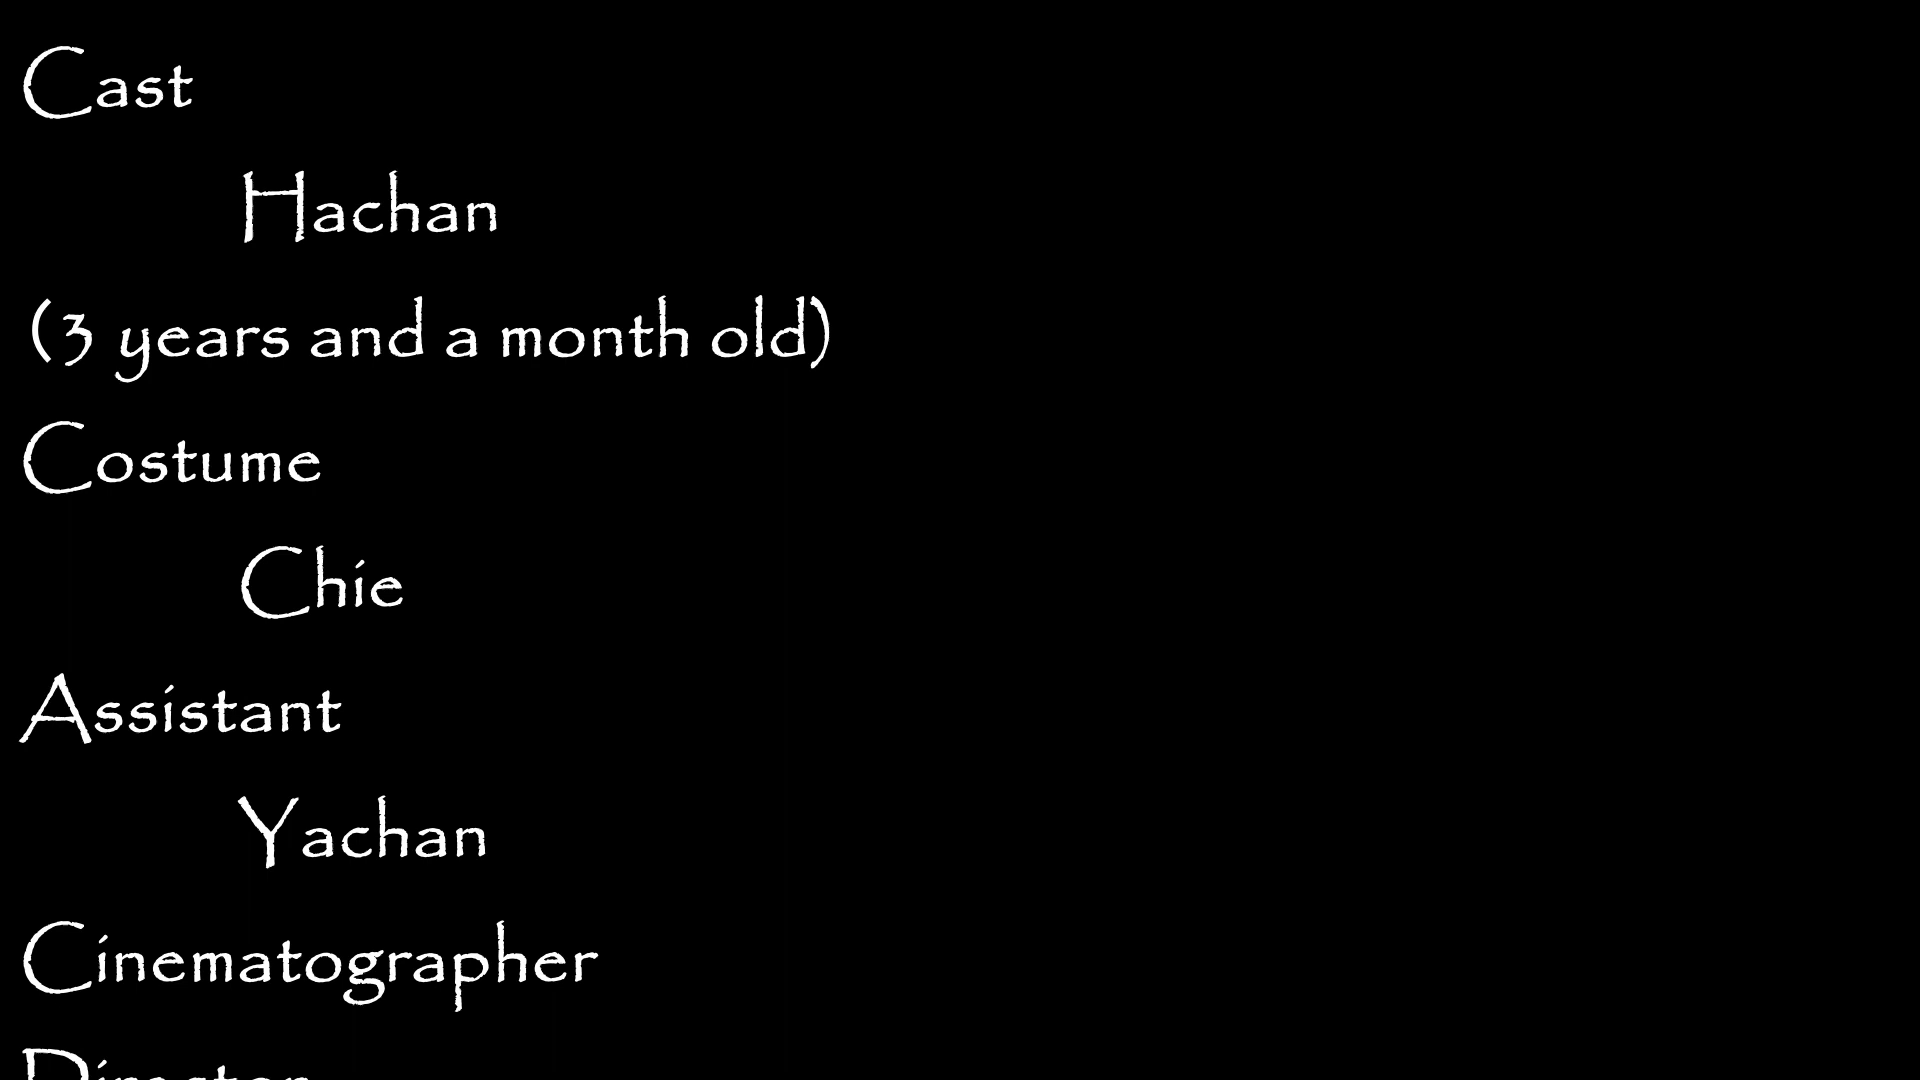 Cast
Hachan
(3 years and a month old)
Costume
Chie
Assistant
Yachan
Cinematographer
Director